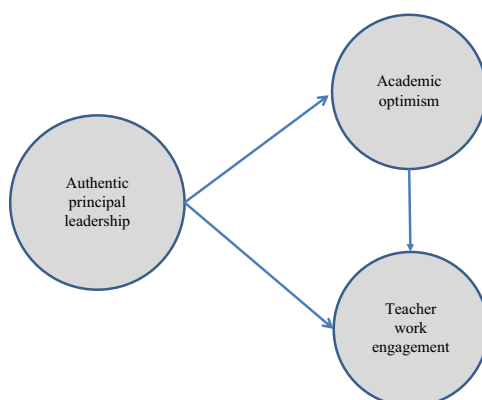 Academic
optimism
Authentic
principal
leadership
Teacher
work
engagement